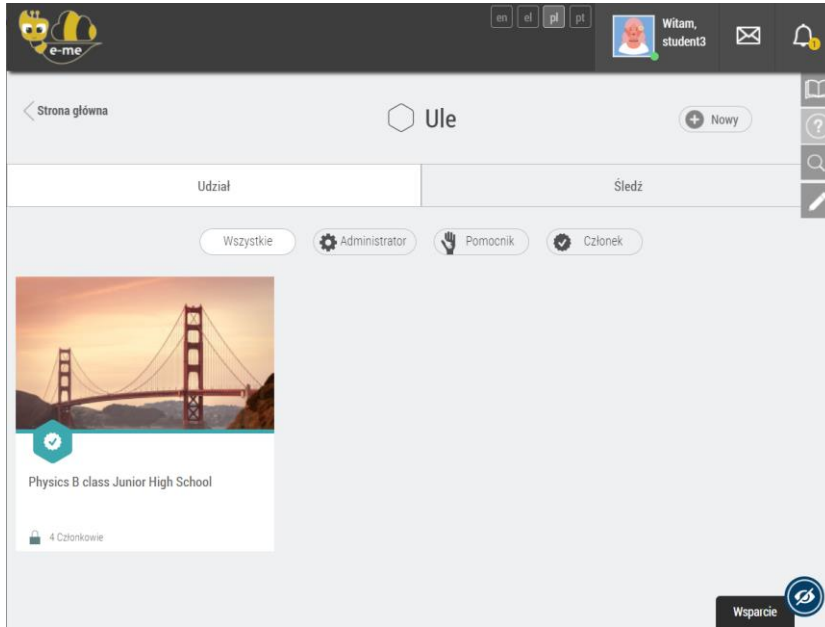 e-me
en el pl pt
Witam,
student3
1
Strona główna
Ule
Nowy
?
Udział
Śledź
Wszystkie Administrator Pomocnik Członek
Physics B class Junior High School
4 Członkowie
Wsparcie